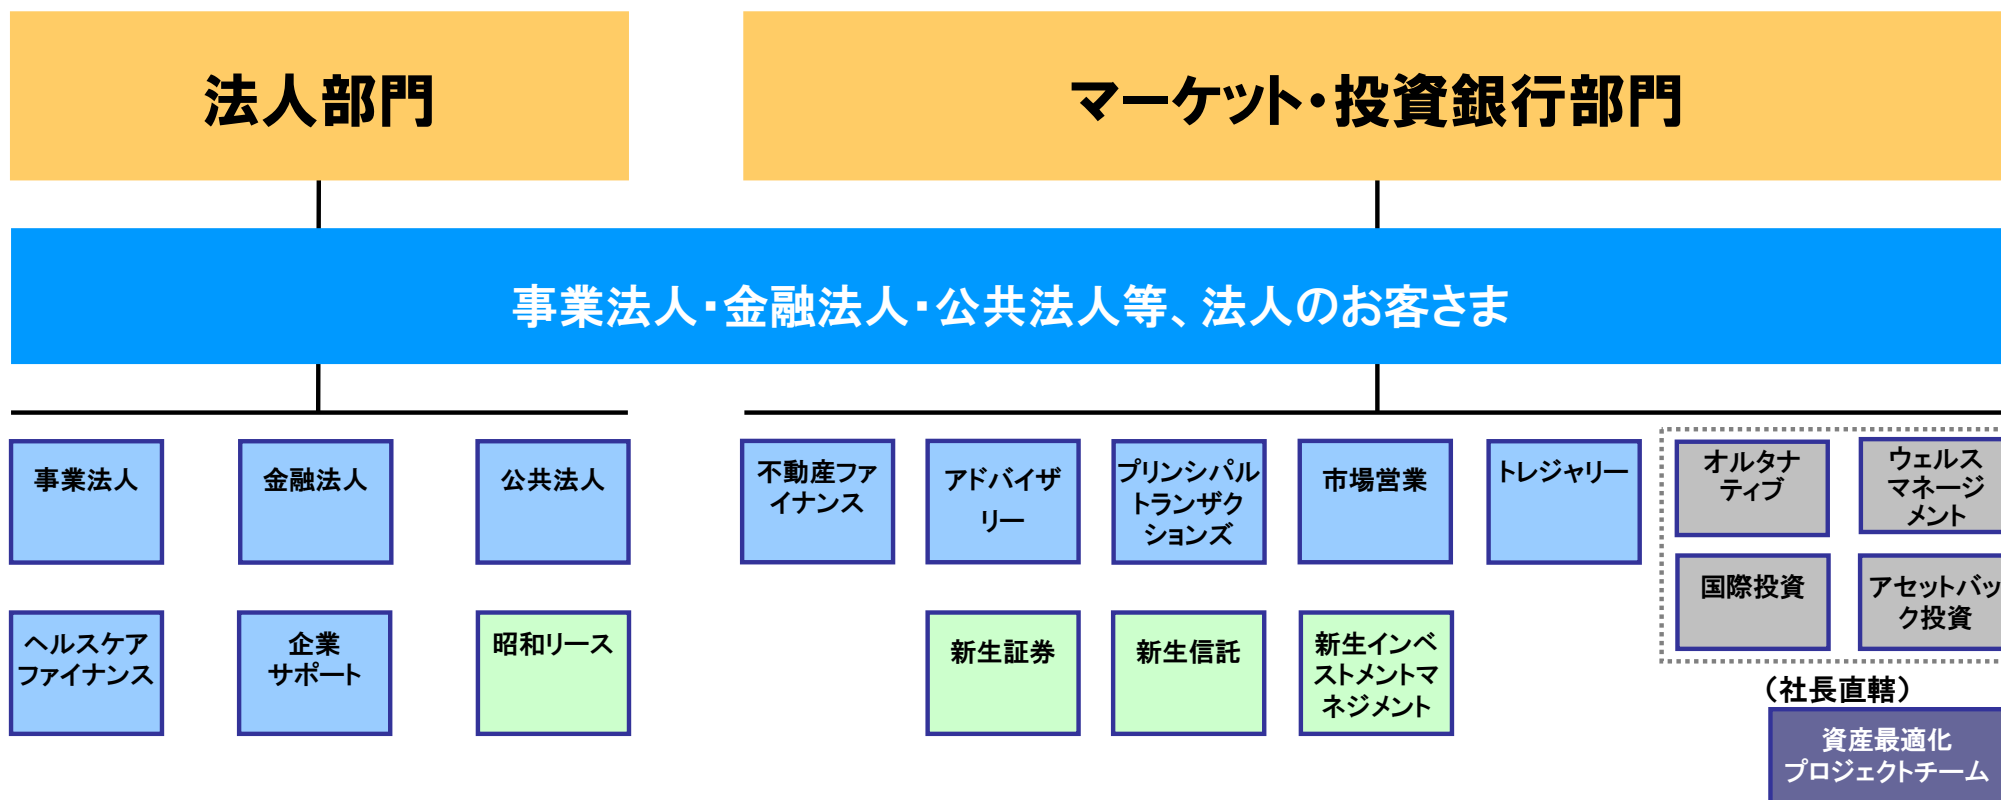 法人部門
マーケット・投資銀行部門
事業法人・金融法人・公共法人等、法人のお客さま
事業法人
金融法人
公共法人
不動産ファ
イナンス
アドバイザ
リー
プリンシパル
トランザク
ションズ
市場営業
トレジャリー
オルタナ
ティブ
ウェルス
マネージ
メント
国際投資
アセットバッ
ク投資
ヘルスケア
ファイナンス
企業
サポート
昭和リース
新生証券
新生信託
新生インベ
ストメントマ
ネジメント
（社長直轄）
資産最適化
プロジェクトチーム